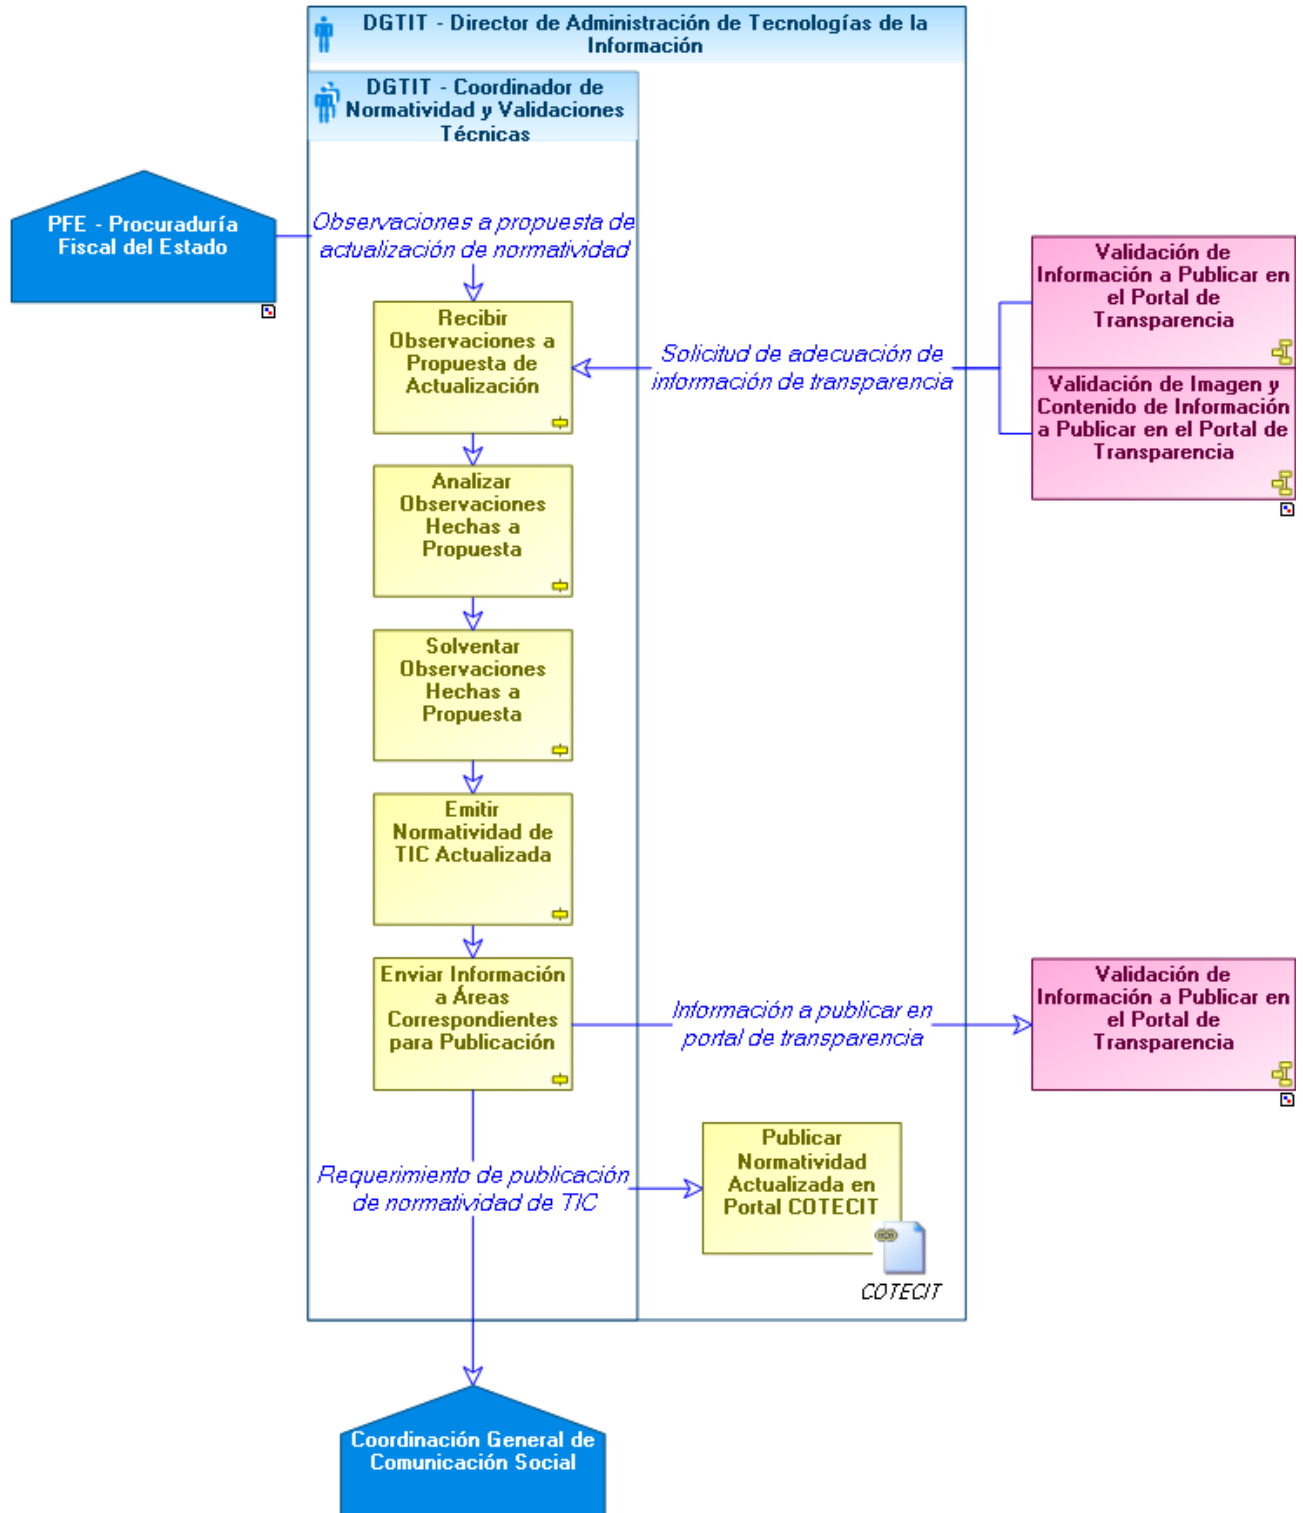 DGTIT - Director de Administración de Tecnologías de la
Información
DGTIT - Coordinador de
Normatividad y Validaciones
Técnicas
PFE - Procuraduría
Fiscal del Estado
Observaciones a propuesta de
actualización de normatividad
Validación de
Información a Publicar en
el Portal de
Transparencia
Recibir
Observaciones a
Propuesta de
Actualización
Solicitud de adecuación de
información de transparencia
Validación de Imagen y
Contenido de Información
a Publicar en el Portal de
Transparencia
Analizar
Observaciones
Hechas a
Propuesta
Solventar
Observaciones
Hechas a
Propuesta
Emitir
Normatividad de
TIC Actualizada
Enviar Información
a Áreas
Correspondientes
para Publicación
Información a publicar en
portal de transparencia
Validación de
Información a Publicar en
el Portal de
Transparencia
Requerimiento de publicación
de normatividad de TIC
Publicar
Normatividad
Actualizada en
Portal COTECIT
COTECIT
Coordinación General de
Comunicación Social